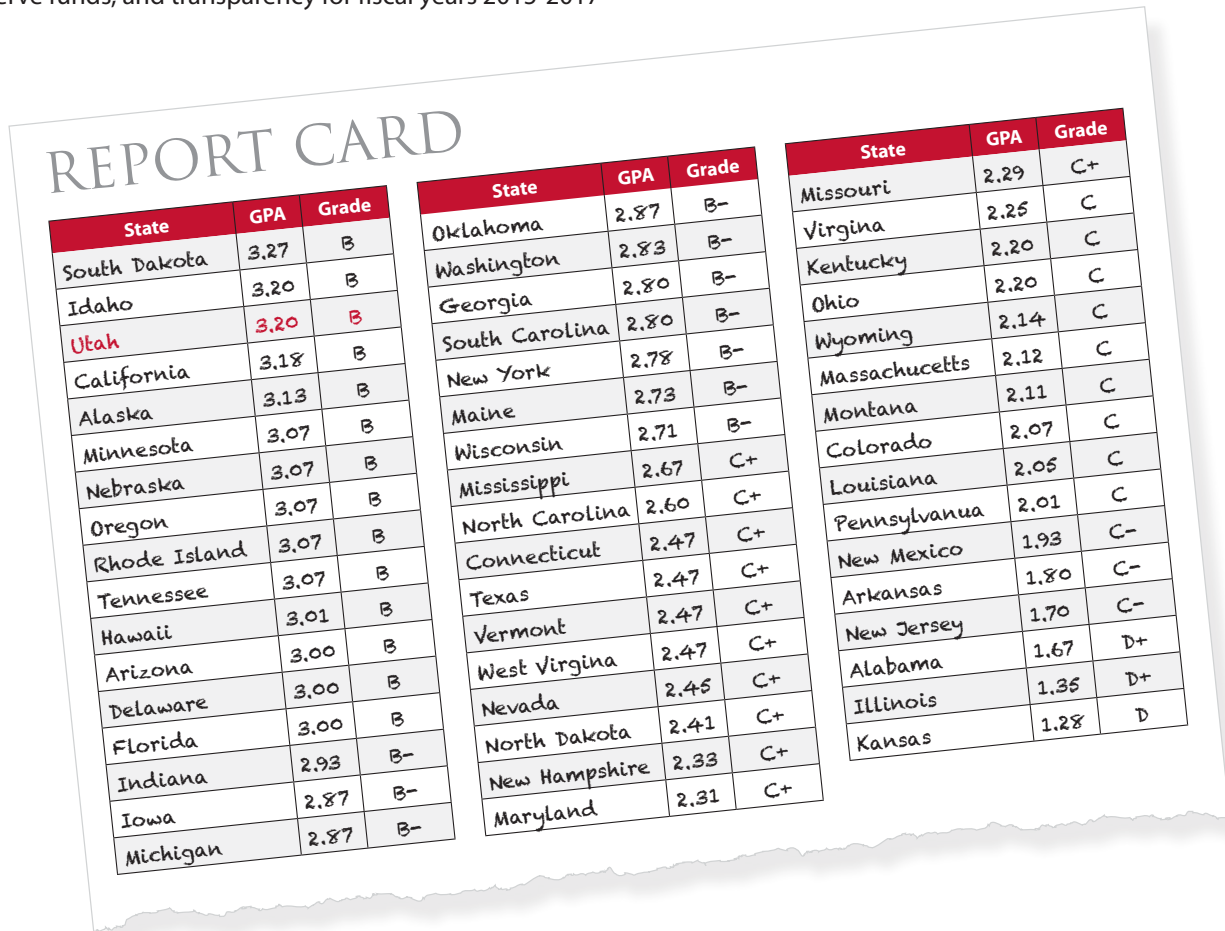 erve funds, and transparency for fiscal years 2015-2017
REPORT CARD
State GPA Grade
South Dakota 3.27 B
Idaho 3.20 B
Utah 3.20 B
California 3.18 B
Alaska 3.13 B
Minnesota 3.07 B
Nebraska 3.07 B
Oregon 3.07 B
Rhode Island 3.07 B
Tennessee 3.07 B
Hawaii 3.01 B
Arizona 3.00 B
Delaware 3.00 B
Florida 3.00 B
Indiana 2.93 B-
Iowa 2.87 B-
Michigan 2.87 B-
State GPA Grade
Oklahoma 2.87 B-
Washington 2.83 B-
Georgia 2.80 B-
South Carolina 2.80 B-
New York 2.78 B-
Maine 2.73 B-
Wisconsin 2.71 B-
Mississippi 2.67 C+
North Carolina 2.60 C+
Connecticut 2.47 C+
Texas 2.47 C+
Vermont 2.47 C+
West Virgina 2.47 C+
Nevada 2.45 C+
North Dakota 2.41 C+
New Hampshire 2.33 C+
Maryland 2.31 C+
State GPA Grade
Missouri 2.29 C+
Virgina 2.25 C
Kentucky 2.20 C
Ohio 2.20 C
Wyoming 2.14 C
Massachucetts 2.12 C
Montana 2.11 C
Colorado 2.07 C
Louisiana 2.05 C
Pennsylvanua 2.01 C
New Mexico 1.93 C-
Arkansas 1.80 C-
New Jersey 1.70 C-
Alabama 1.67 D+
Illinois 1.35 D+
Kansas 1.28 D